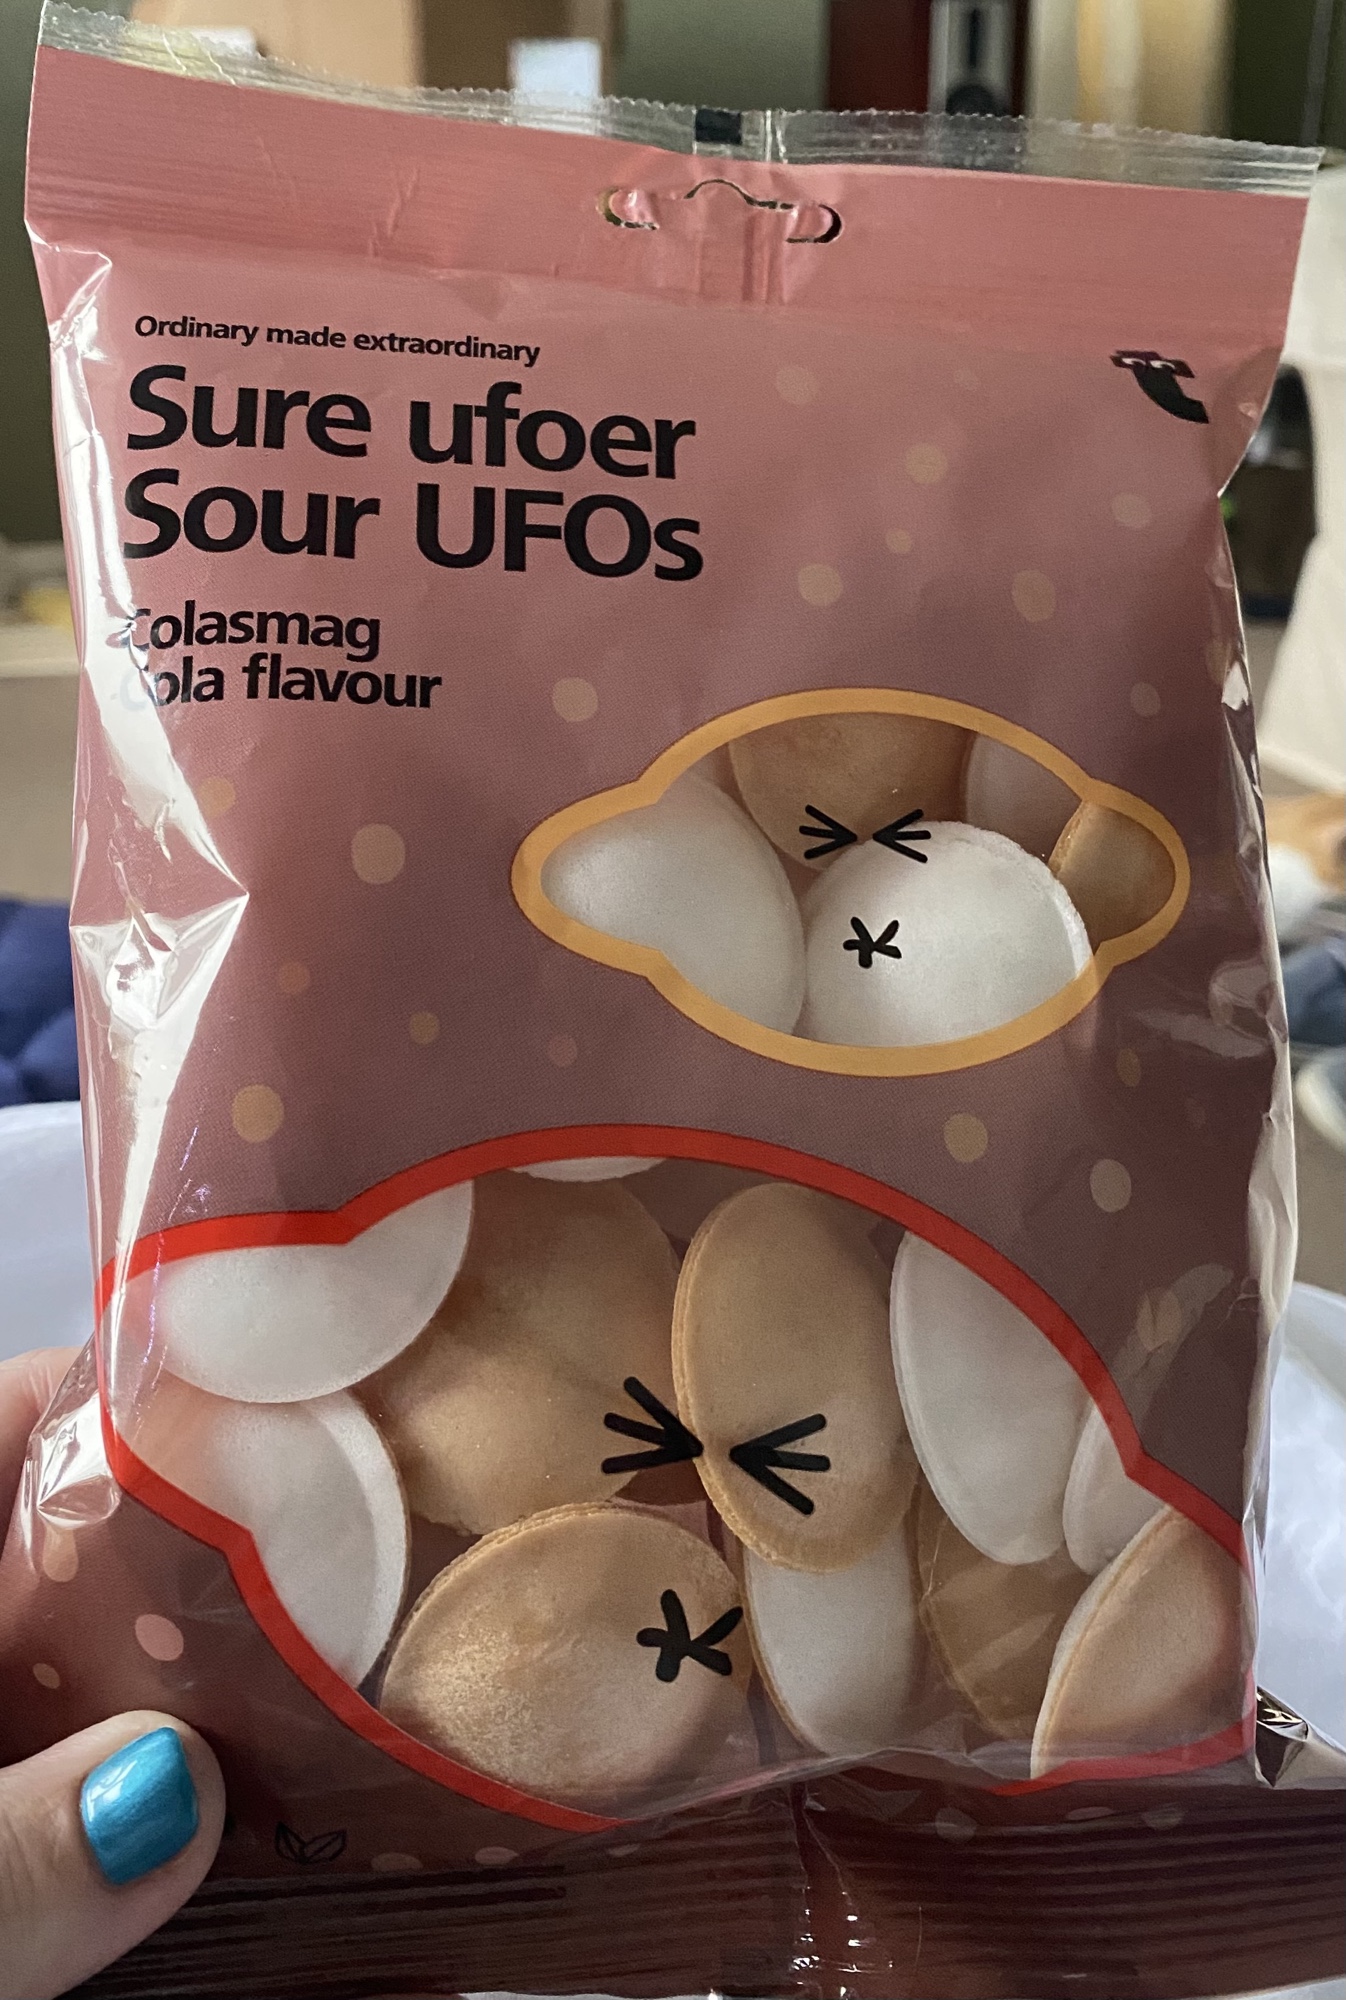 Ordinary made extraordinary
Sure ufoer
Sour UFOs
Colasmag
Cola flavour